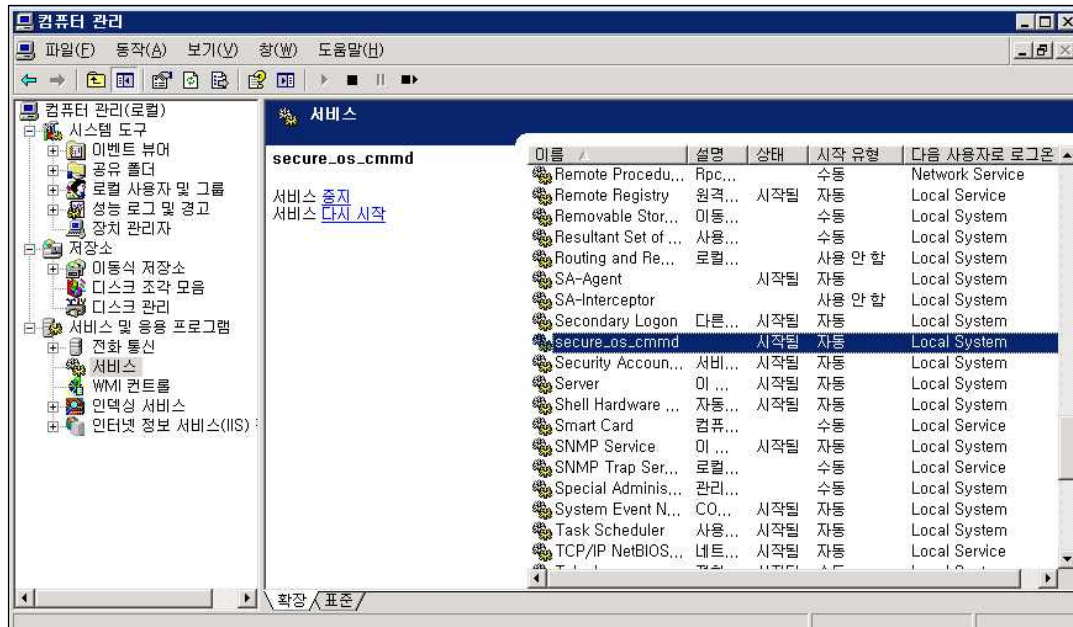 컴퓨터 관리
파일(F) 동작(A) 보기(V) 창(W) 도움말(H)
컴퓨터 관리(로컬)
시스템 도구
이벤트 뷰어
공유 폴더
로컬 사용자 및 그룹
성능 로그 및 경고
장치 관리자
저장소
이동식 저장소
디스크 조각 모음
디스크 관리
서비스 및 응용 프로그램
전화 통신
서비스
WMI 컨트롤
인덱싱 서비스
인터넷 정보 서비스(IIS)
서비스
secure_os_cmmd
서비스 중지
서비스 다시 시작
이름 설명 상태 시작 유형 다음 사용자로 로그온
Remote Procedu... Rpc... 수동 Network Service
Remote Registry 원격... 시작됨 자동 Local Service
Removable Stor... 이동... 수동 Local System
Resultant Set of ... 사용... 수동 Local System
Routing and Re... 로컬... 사용 안 함 Local System
SA-Agent 시작됨 자동 Local System
SA-Interceptor 사용 안 함 Local System
Secondary Logon 다른... 시작됨 자동 Local System
secure_os_cmmd 시작됨 자동 Local System
Security Accoun... 서비... 시작됨 자동 Local System
Server 이 ... 시작됨 자동 Local System
Shell Hardware ... 자동... 시작됨 자동 Local System
Smart Card 컴퓨... 수동 Local Service
SNMP Service 이 ... 시작됨 자동 Local System
SNMP Trap Ser... 로컬... 수동 Local Service
Special Adminis... 관리... 수동 Local System
System Event N... CO... 시작됨 자동 Local System
Task Scheduler 사용... 시작됨 자동 Local System
TCP/IP NetBIOS... 네트... 시작됨 자동 Local Service
확장 표준